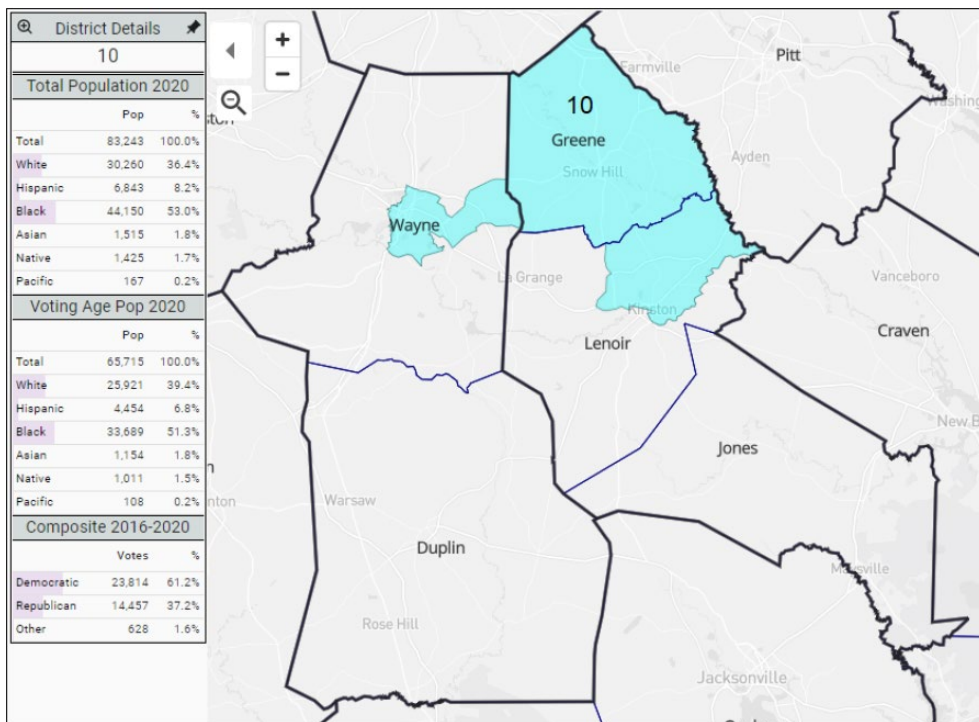 District Details
10
Total Population 2020
Pop %
Total 83,243 100.0%
White 30,260 36.4%
Hispanic 6,843 8.2%
Black 44,150 53.0%
Asian 1,515 1.8%
Native 1,425 1.7%
Pacific 167 0.2%
Voting Age Pop 2020
Pop %
Total 65,715 100.0%
White 25,921 39.4%
Hispanic 4,454 6.8%
Black 33,689 51.3%
Asian 1,154 1.8%
Native 1,011 1.5%
Pacific 108 0.2%
Composite 2016-2020
Votes %
Democratic 23,814 61.2%
Republican 14,457 37.2%
Other 628 1.6%
+
−
Pitt
Farmville
10
Greene
Ayden
Snow Hill
Wayne
La Grange
Vanceboro
Kinston
Craven
Lenoir
Jones
Warsaw
Duplin
Maysville
Rose Hill
Jacksonville